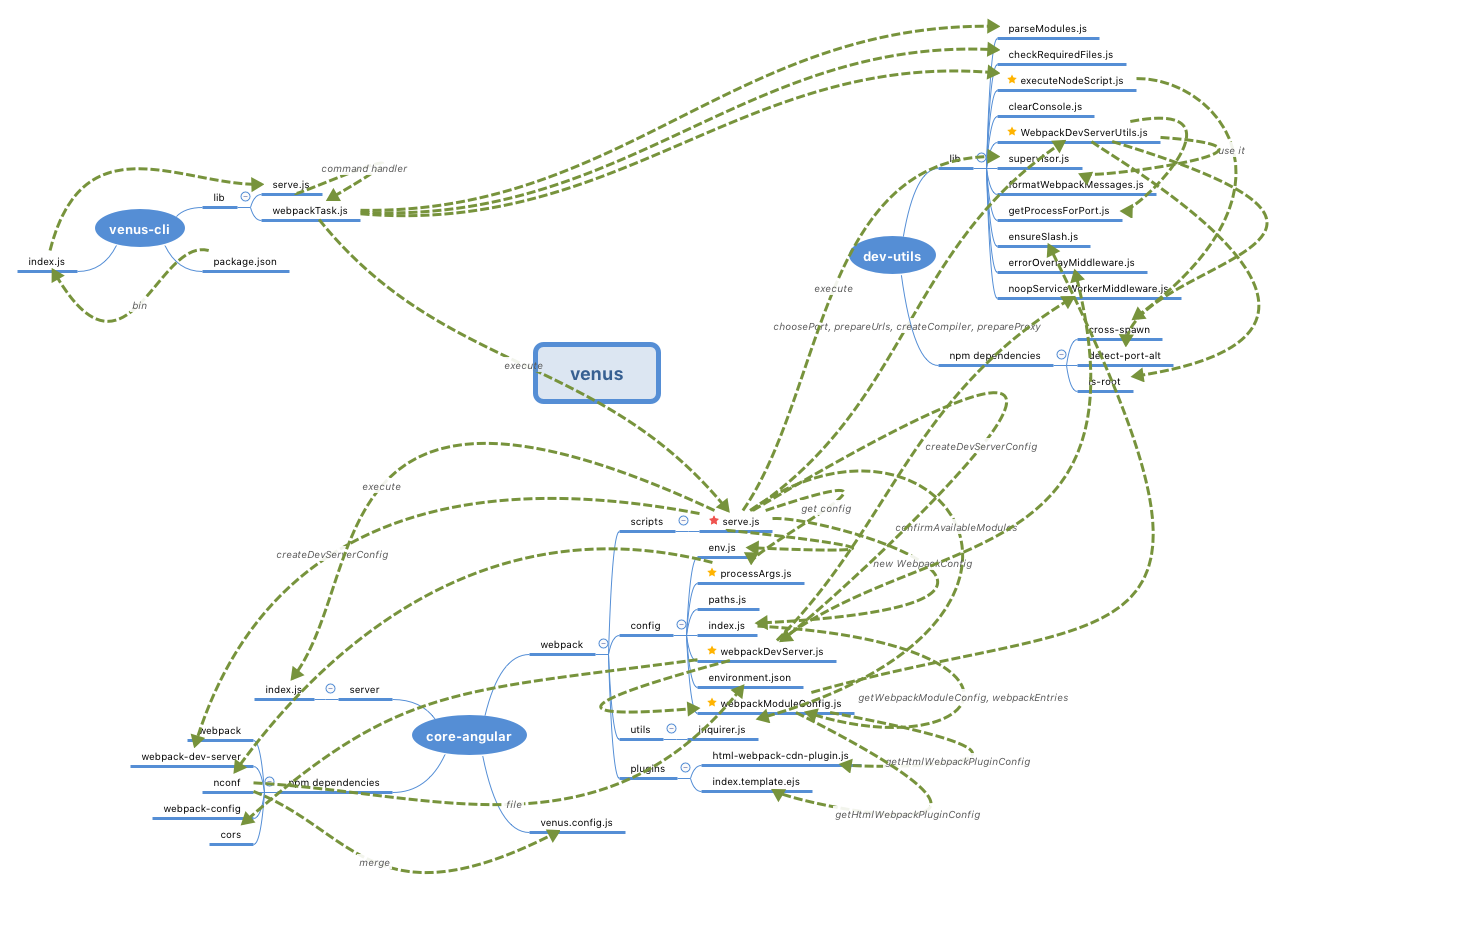 parseModules.js
checkRequiredFiles.js
executeNodeScript.js
clearConsole.js
WebpackDevServerUtils.js
use it
lib
supervisor.js
formatWebpackMessages.js
getProcessForPort.js
ensureSlash.js
dev-utils
errorOverlayMiddleware.js
noopServiceWorkerMiddleware.js
cross-spawn
npm dependencies
detect-port-alt
is-root
command handler
serve.js
lib
webpackTask.js
venus-cli
index.js
package.json
bin
execute
choosePort, prepareUrls, createCompiler, prepareProxy
execute
venus
createDevServerConfig
execute
get config
scripts
serve.js
confirmAvailableModules
env.js
createDevServerConfig
new WebpackConfig
processArgs.js
paths.js
config
index.js
webpack
webpackDevServer.js
environment.json
index.js
server
getWebpackModuleConfig, webpackEntries
webpackModuleConfig.js
webpack
core-angular
utils
inquirer.js
webpack-dev-server
html-webpack-cdn-plugin.js
getHtmlWebpackPluginConfig
plugins
nconf
npm dependencies
index.template.ejs
file
webpack-config
getHtmlWebpackPluginConfig
venus.config.js
cors
merge